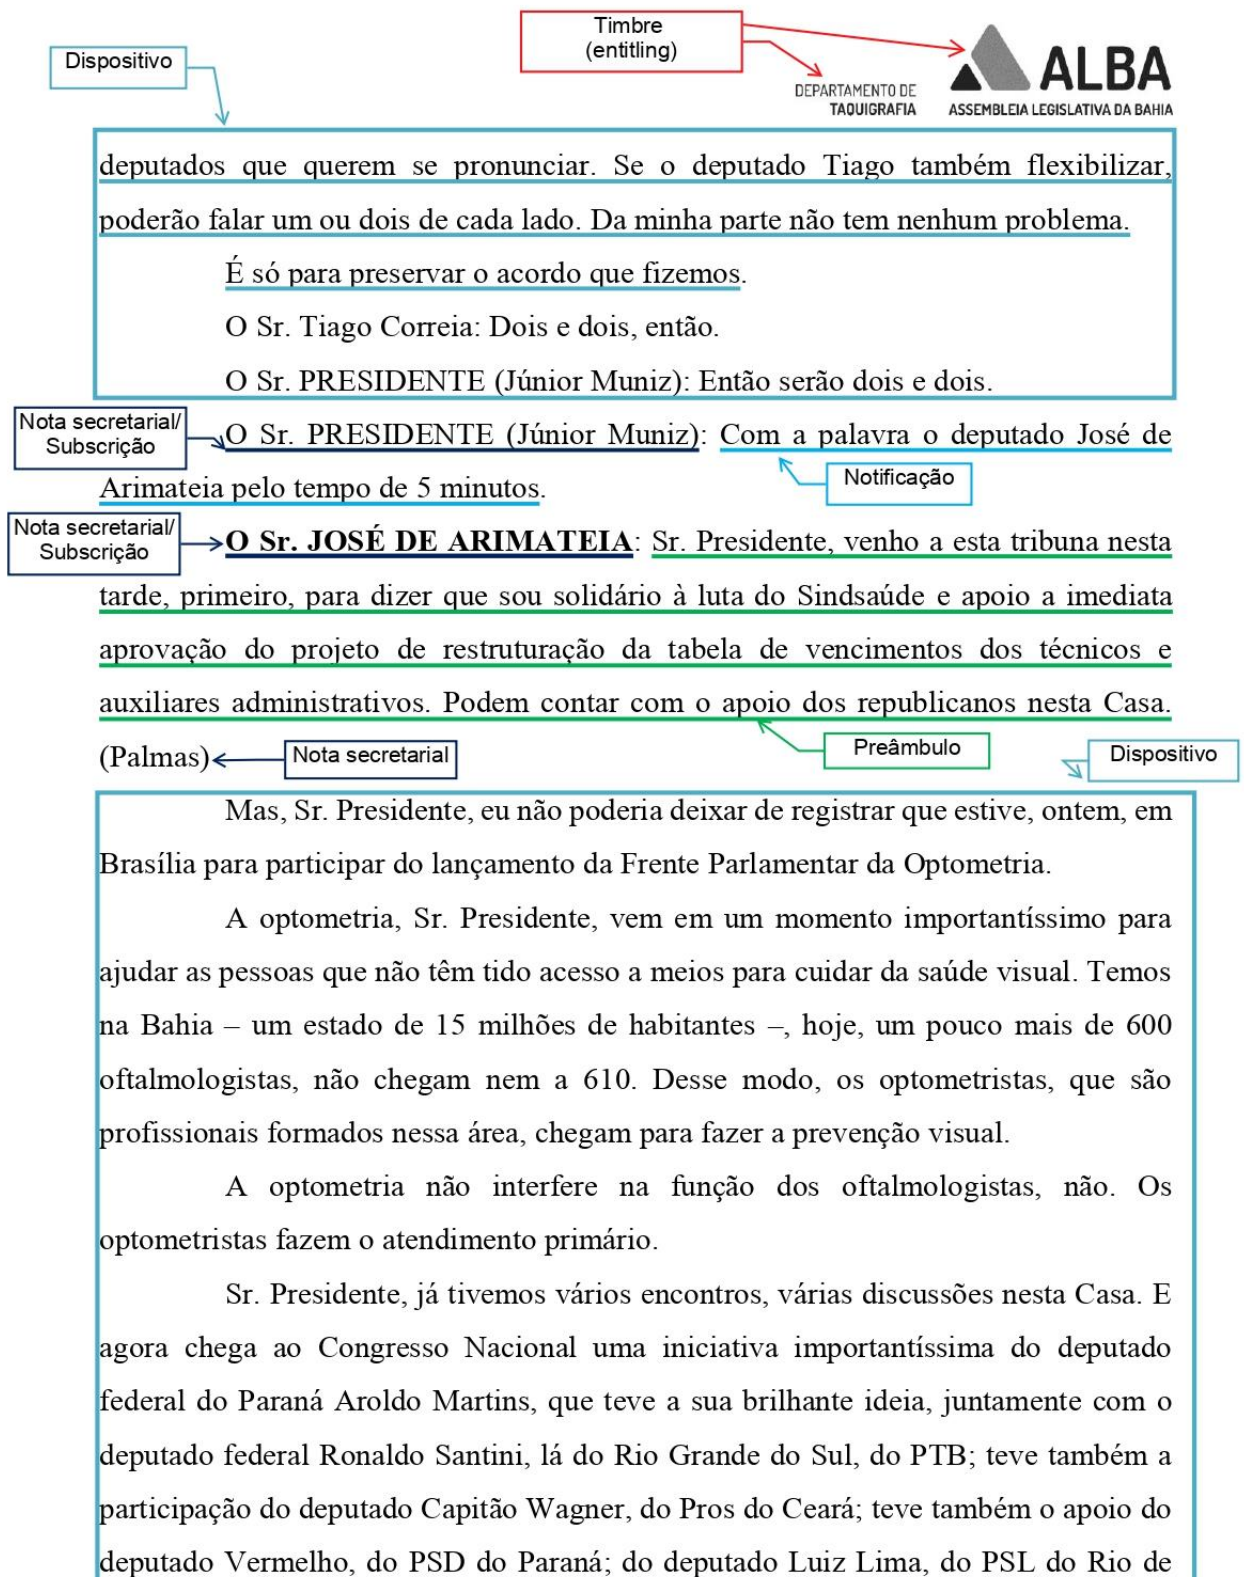 Timbre
(entitling)
Dispositivo
DEPARTAMENTO DE
TAQUIGRAFIA
ALBA
ASSEMBLEIA LEGISLATIVA DA BAHIA
deputados que querem se pronunciar. Se o deputado Tiago também flexibilizar,
poderão falar um ou dois de cada lado. Da minha parte não tem nenhum problema.
É só para preservar o acordo que fizemos.
O Sr. Tiago Correia: Dois e dois, então.
O Sr. PRESIDENTE (Júnior Muniz): Então serão dois e dois.
Nota secretarial/
Subscrição
O Sr. PRESIDENTE (Júnior Muniz): Com a palavra o deputado José de
Notificação
Arimateia pelo tempo de 5 minutos.
Nota secretarial/
Subscrição
O Sr. JOSÉ DE ARIMATEIA: Sr. Presidente, venho a esta tribuna nesta
tarde, primeiro, para dizer que sou solidário à luta do Sindsaúde e apoio a imediata
aprovação do projeto de restruturação da tabela de vencimentos dos técnicos e
auxiliares administrativos. Podem contar com o apoio dos republicanos nesta Casa.
(Palmas)
Nota secretarial
Preâmbulo
Dispositivo
Mas, Sr. Presidente, eu não poderia deixar de registrar que estive, ontem, em
Brasília para participar do lançamento da Frente Parlamentar da Optometria.
A optometria, Sr. Presidente, vem em um momento importantíssimo para
ajudar as pessoas que não têm tido acesso a meios para cuidar da saúde visual. Temos
na Bahia – um estado de 15 milhões de habitantes –, hoje, um pouco mais de 600
oftalmologistas, não chegam nem a 610. Desse modo, os optometristas, que são
profissionais formados nessa área, chegam para fazer a prevenção visual.
A optometria não interfere na função dos oftalmologistas, não. Os
optometristas fazem o atendimento primário.
Sr. Presidente, já tivemos vários encontros, várias discussões nesta Casa. E
agora chega ao Congresso Nacional uma iniciativa importantíssima do deputado
federal do Paraná Aroldo Martins, que teve a sua brilhante ideia, juntamente com o
deputado federal Ronaldo Santini, lá do Rio Grande do Sul, do PTB; teve também a
participação do deputado Capitão Wagner, do Pros do Ceará; teve também o apoio do
deputado Vermelho, do PSD do Paraná; do deputado Luiz Lima, do PSL do Rio de